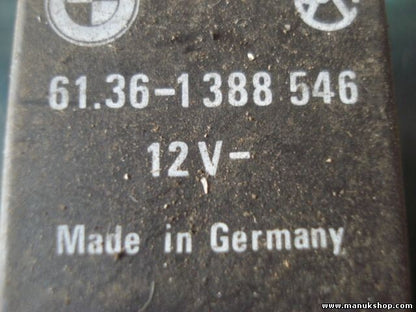 61.36-1 388 546
12V-
Made in Germany
www.manukshop.com